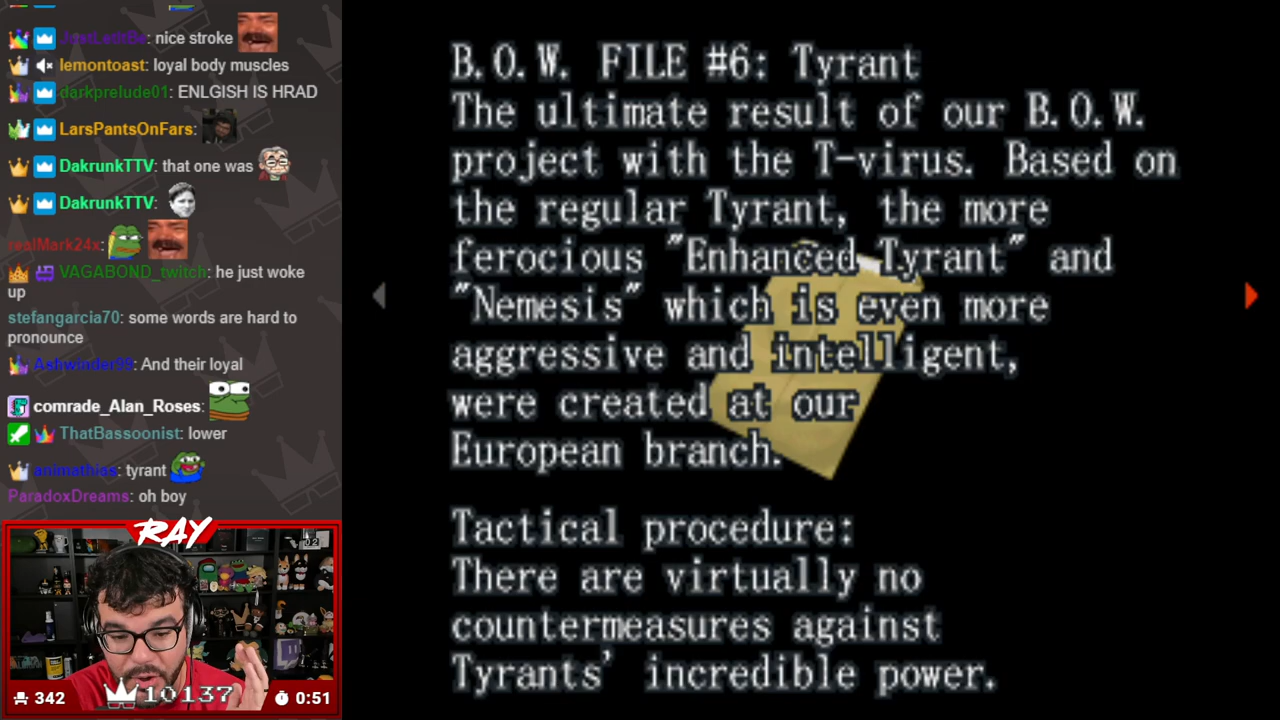 JustLettBe: nice stroke
lemontoast: loyal body muscles
darkprelude01: ENLGISH IS HRAD
LarsPantsOnFars:
DakrunkTTV: that one was
DakrunkTTV:
realMark24x:
VAGABOND_twitch: he just woke
up
stefangarcia70: some words are hard to
pronounce
Ashwinder99: And their loyal
comrade_Alan_Roses:
ThatBassoonist: lower
animathias: tyrant
ParadoxDreams: oh boy
RAY
342
10137
0:51
B.O.W. FILE #6: Tyrant
The ultimate result of our B.O.W.
project with the T-virus. Based on
the regular Tyrant, the more
ferocious "Enhanced Tyrant" and
"Nemesis" which is even more
aggressive and intelligent,
were created at our
European branch.
Tactical procedure:
There are virtually no
countermeasures against
Tyrants' incredible power.